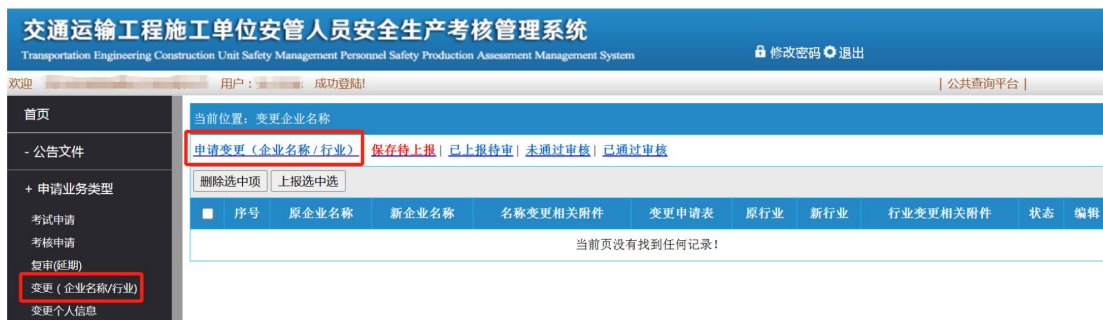 交通运输工程施工单位安管人员安全生产考核管理系统
Transportation Engineering Construction Unit Safety Management Personnel Safety Production Assessment Management System
修改密码 退出
欢迎 用户： 成功登陆!
| 公共查询平台 |
首页
- 公告文件
+ 申请业务类型
考试申请
考核申请
复审(延期)
变更 ( 企业名称/行业)
变更个人信息
当前位置：变更企业名称
申请变更（企业名称/行业） 保存待上报| 已上报待审| 未通过审核| 已通过审核
删除选中项 上报选中选
序号 原企业名称 新企业名称 名称变更相关附件 变更申请表 原行业 新行业 行业变更相关附件 状态 编辑
当前页没有找到任何记录！